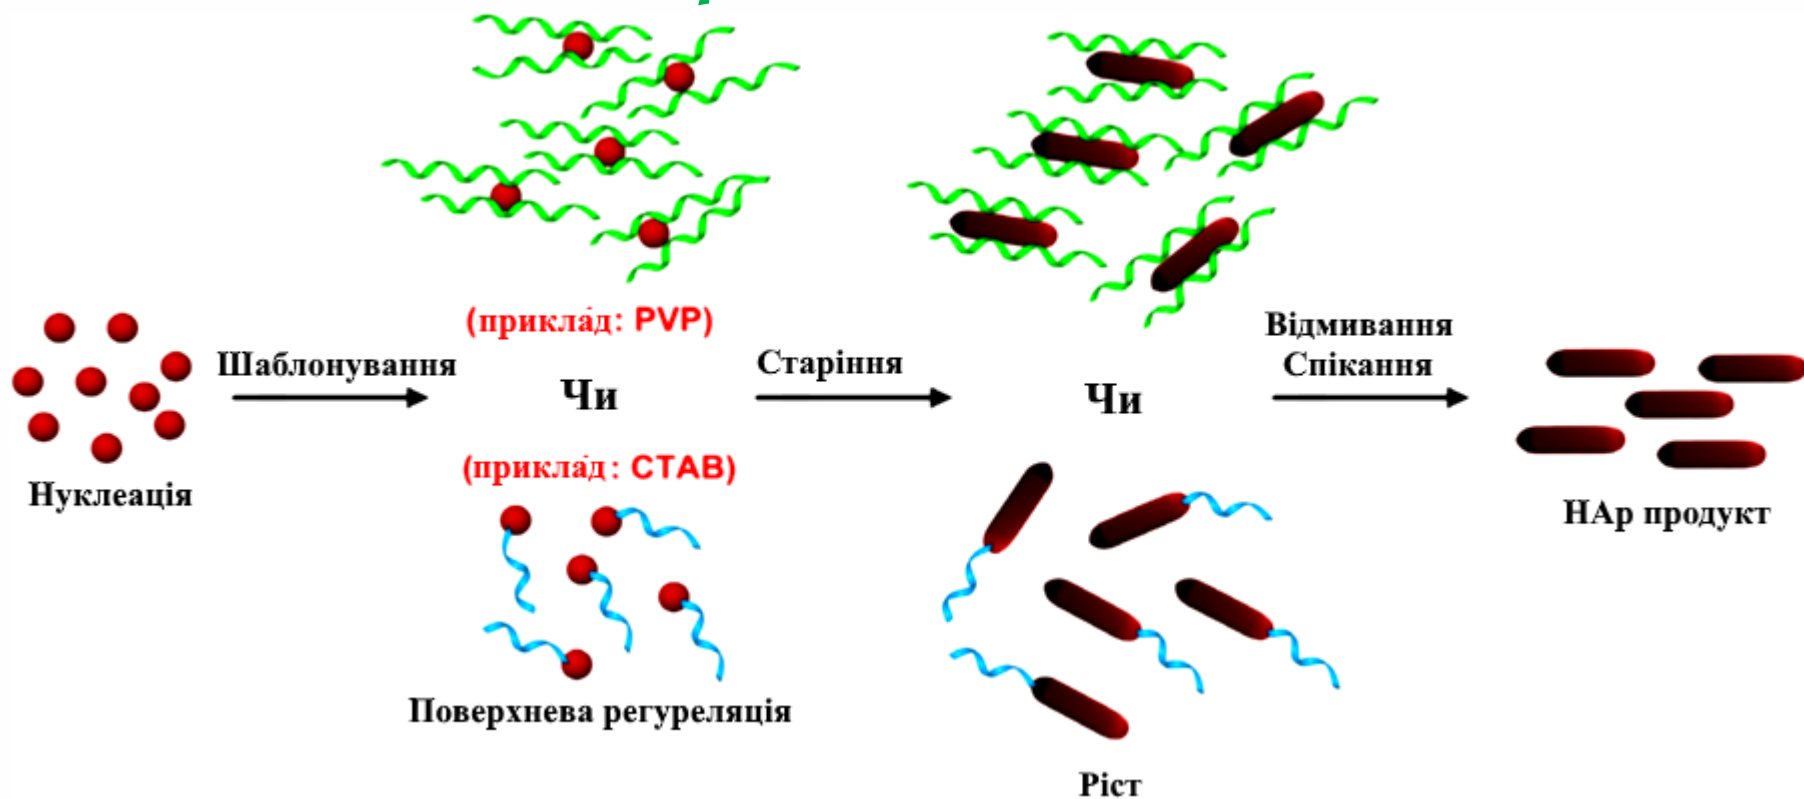 (приклад: PVP)
Шаблонування
Чи
Старіння
Чи
Відмивання
Спікання
(приклад: CTAB)
Нуклеація
НАр продукт
Поверхнева регуреляція
Ріст